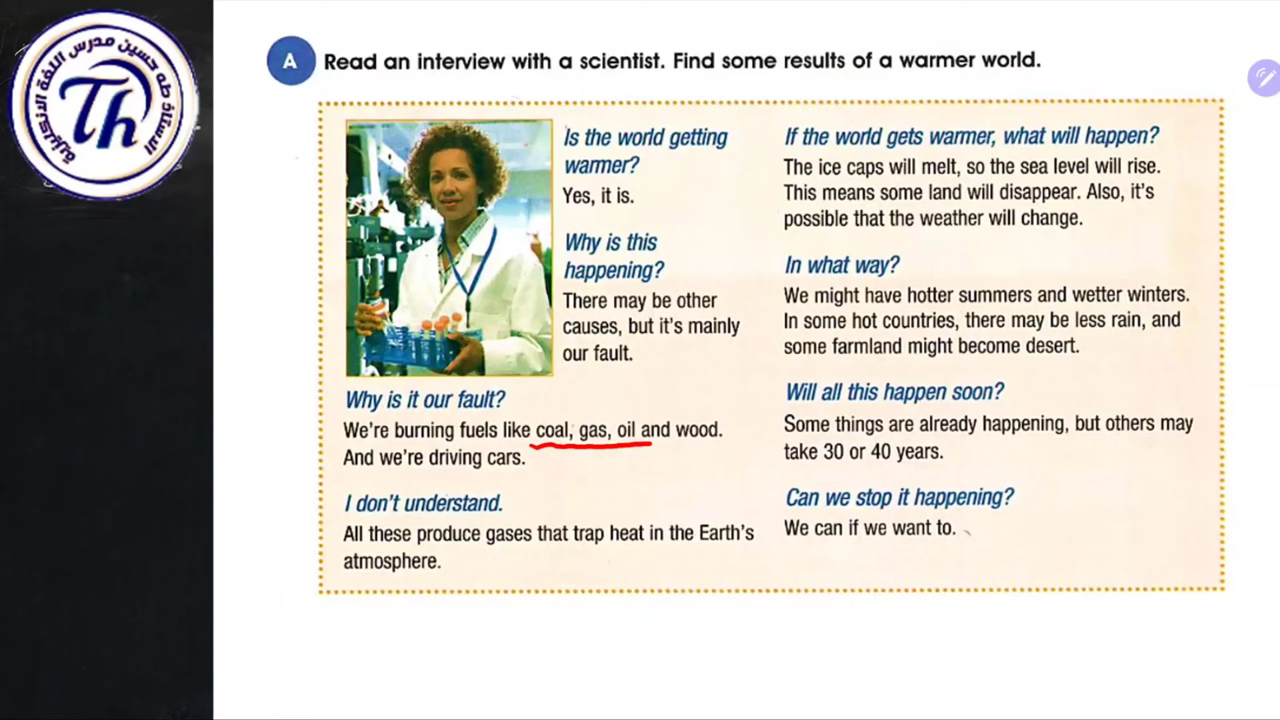 الاستاذ طه حسين مدرس اللغة الانكليزية
Th
A
Read an interview with a scientist. Find some results of a warmer world.
Is the world getting
warmer?
Yes, it is.
Why is this
happening?
There may be other
causes, but it's mainly
our fault.
Why is it our fault?
We're burning fuels like coal, gas, oil and wood.
And we're driving cars.
I don't understand.
All these produce gases that trap heat in the Earth's
atmosphere.
If the world gets warmer, what will happen?
The ice caps will melt, so the sea level will rise.
This means some land will disappear. Also, it's
possible that the weather will change.
In what way?
We might have hotter summers and wetter winters.
In some hot countries, there may be less rain, and
some farmland might become desert.
Will all this happen soon?
Some things are already happening, but others may
take 30 or 40 years.
Can we stop it happening?
We can if we want to.